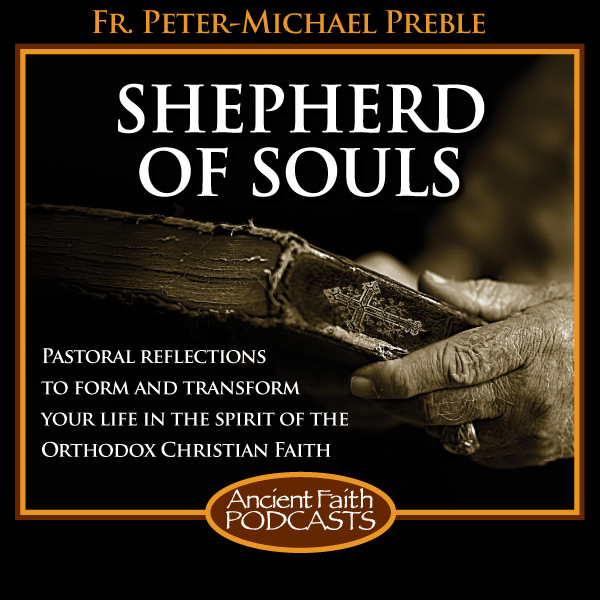 Fr. Peter-Michael Preble
SHEPHERD
OF SOULS
Pastoral reflections
to form and transform
your life in the spirit of the
Orthodox Christian Faith
Ancient Faith
PODCASTS